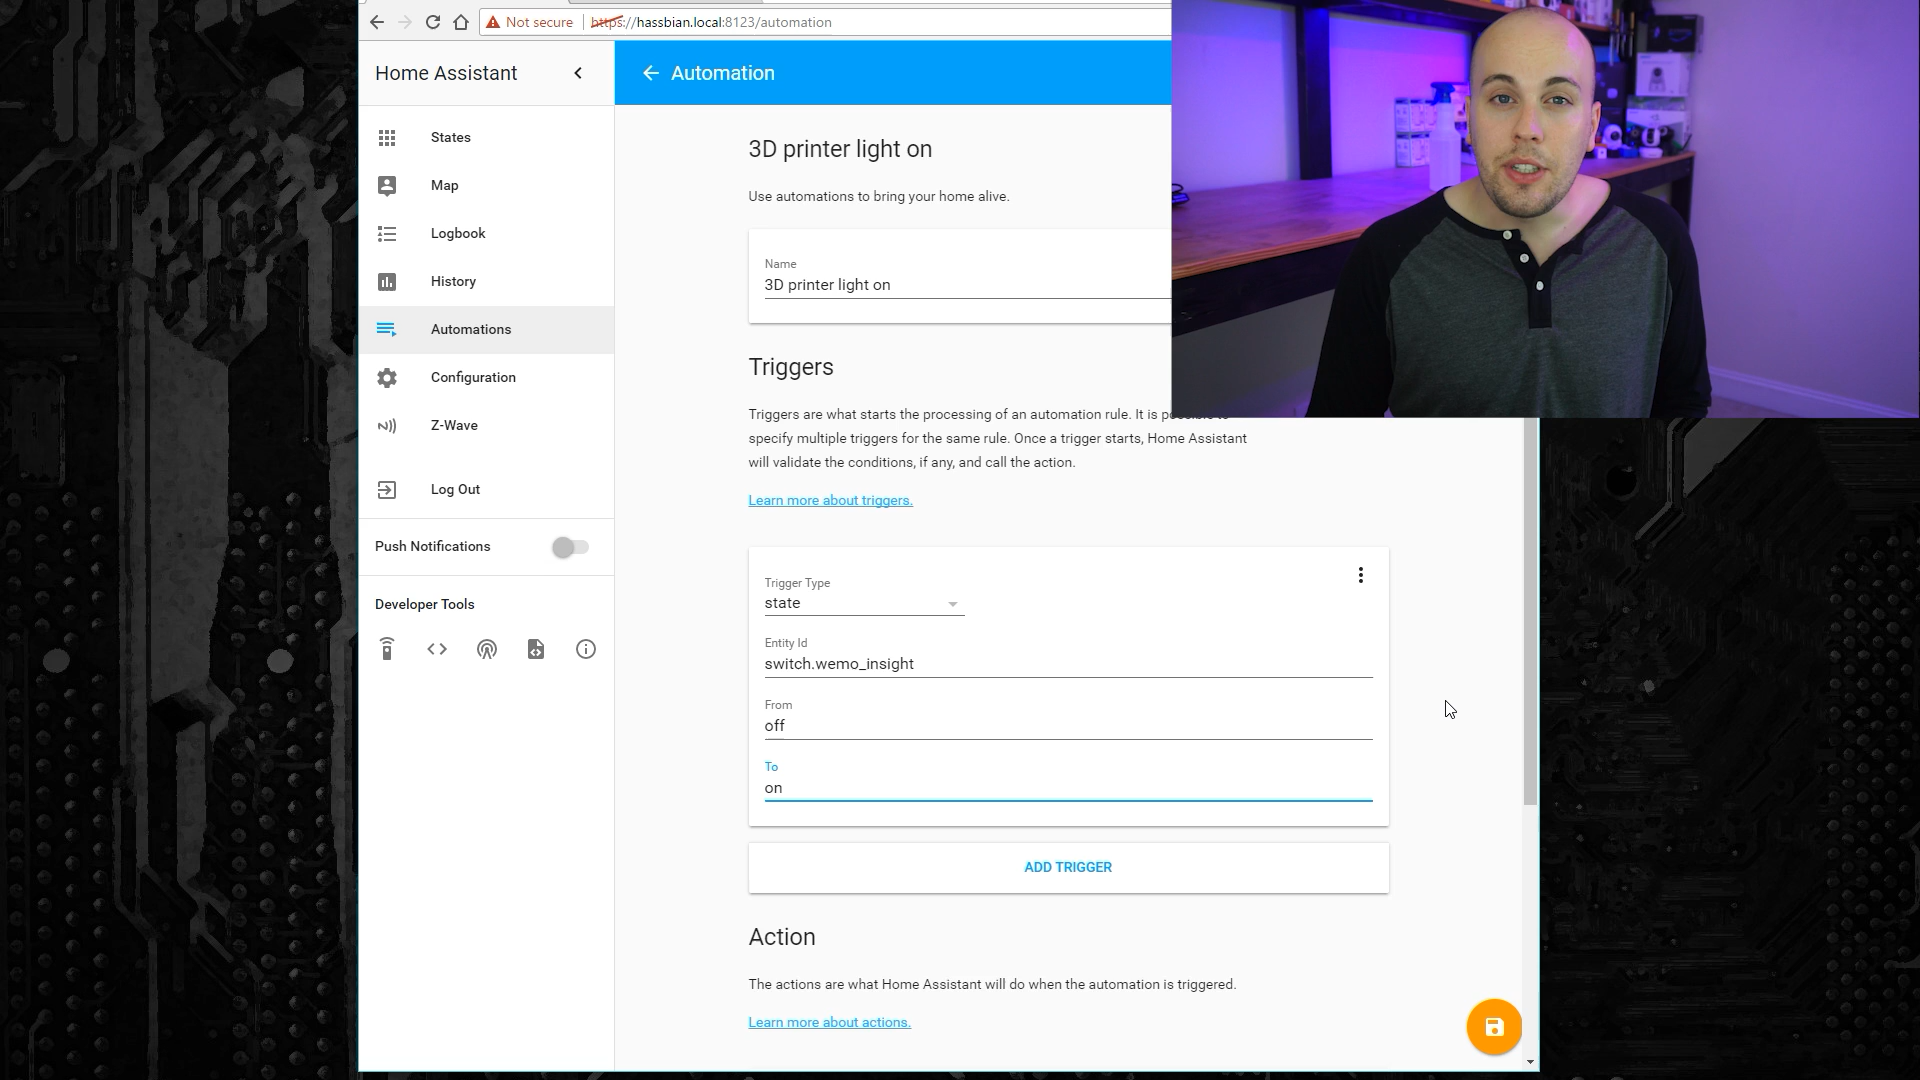 Not secure
https://hassbian.local:8123/automation
Home Assistant
Automation
States
Map
Logbook
History
Automations
Configuration
Z-Wave
Log Out
Push Notifications
Developer Tools
3D printer light on
Use automations to bring your home alive.
Name
3D printer light on
Triggers
Triggers are what starts the processing of an automation rule. It is possible to
specify multiple triggers for the same rule. Once a trigger starts, Home Assistant
will validate the conditions, if any, and call the action.
Learn more about triggers.
Trigger Type
state
Entity Id
switch.wemo_insight
From
off
To
on
ADD TRIGGER
Action
The actions are what Home Assistant will do when the automation is triggered.
Learn more about actions.